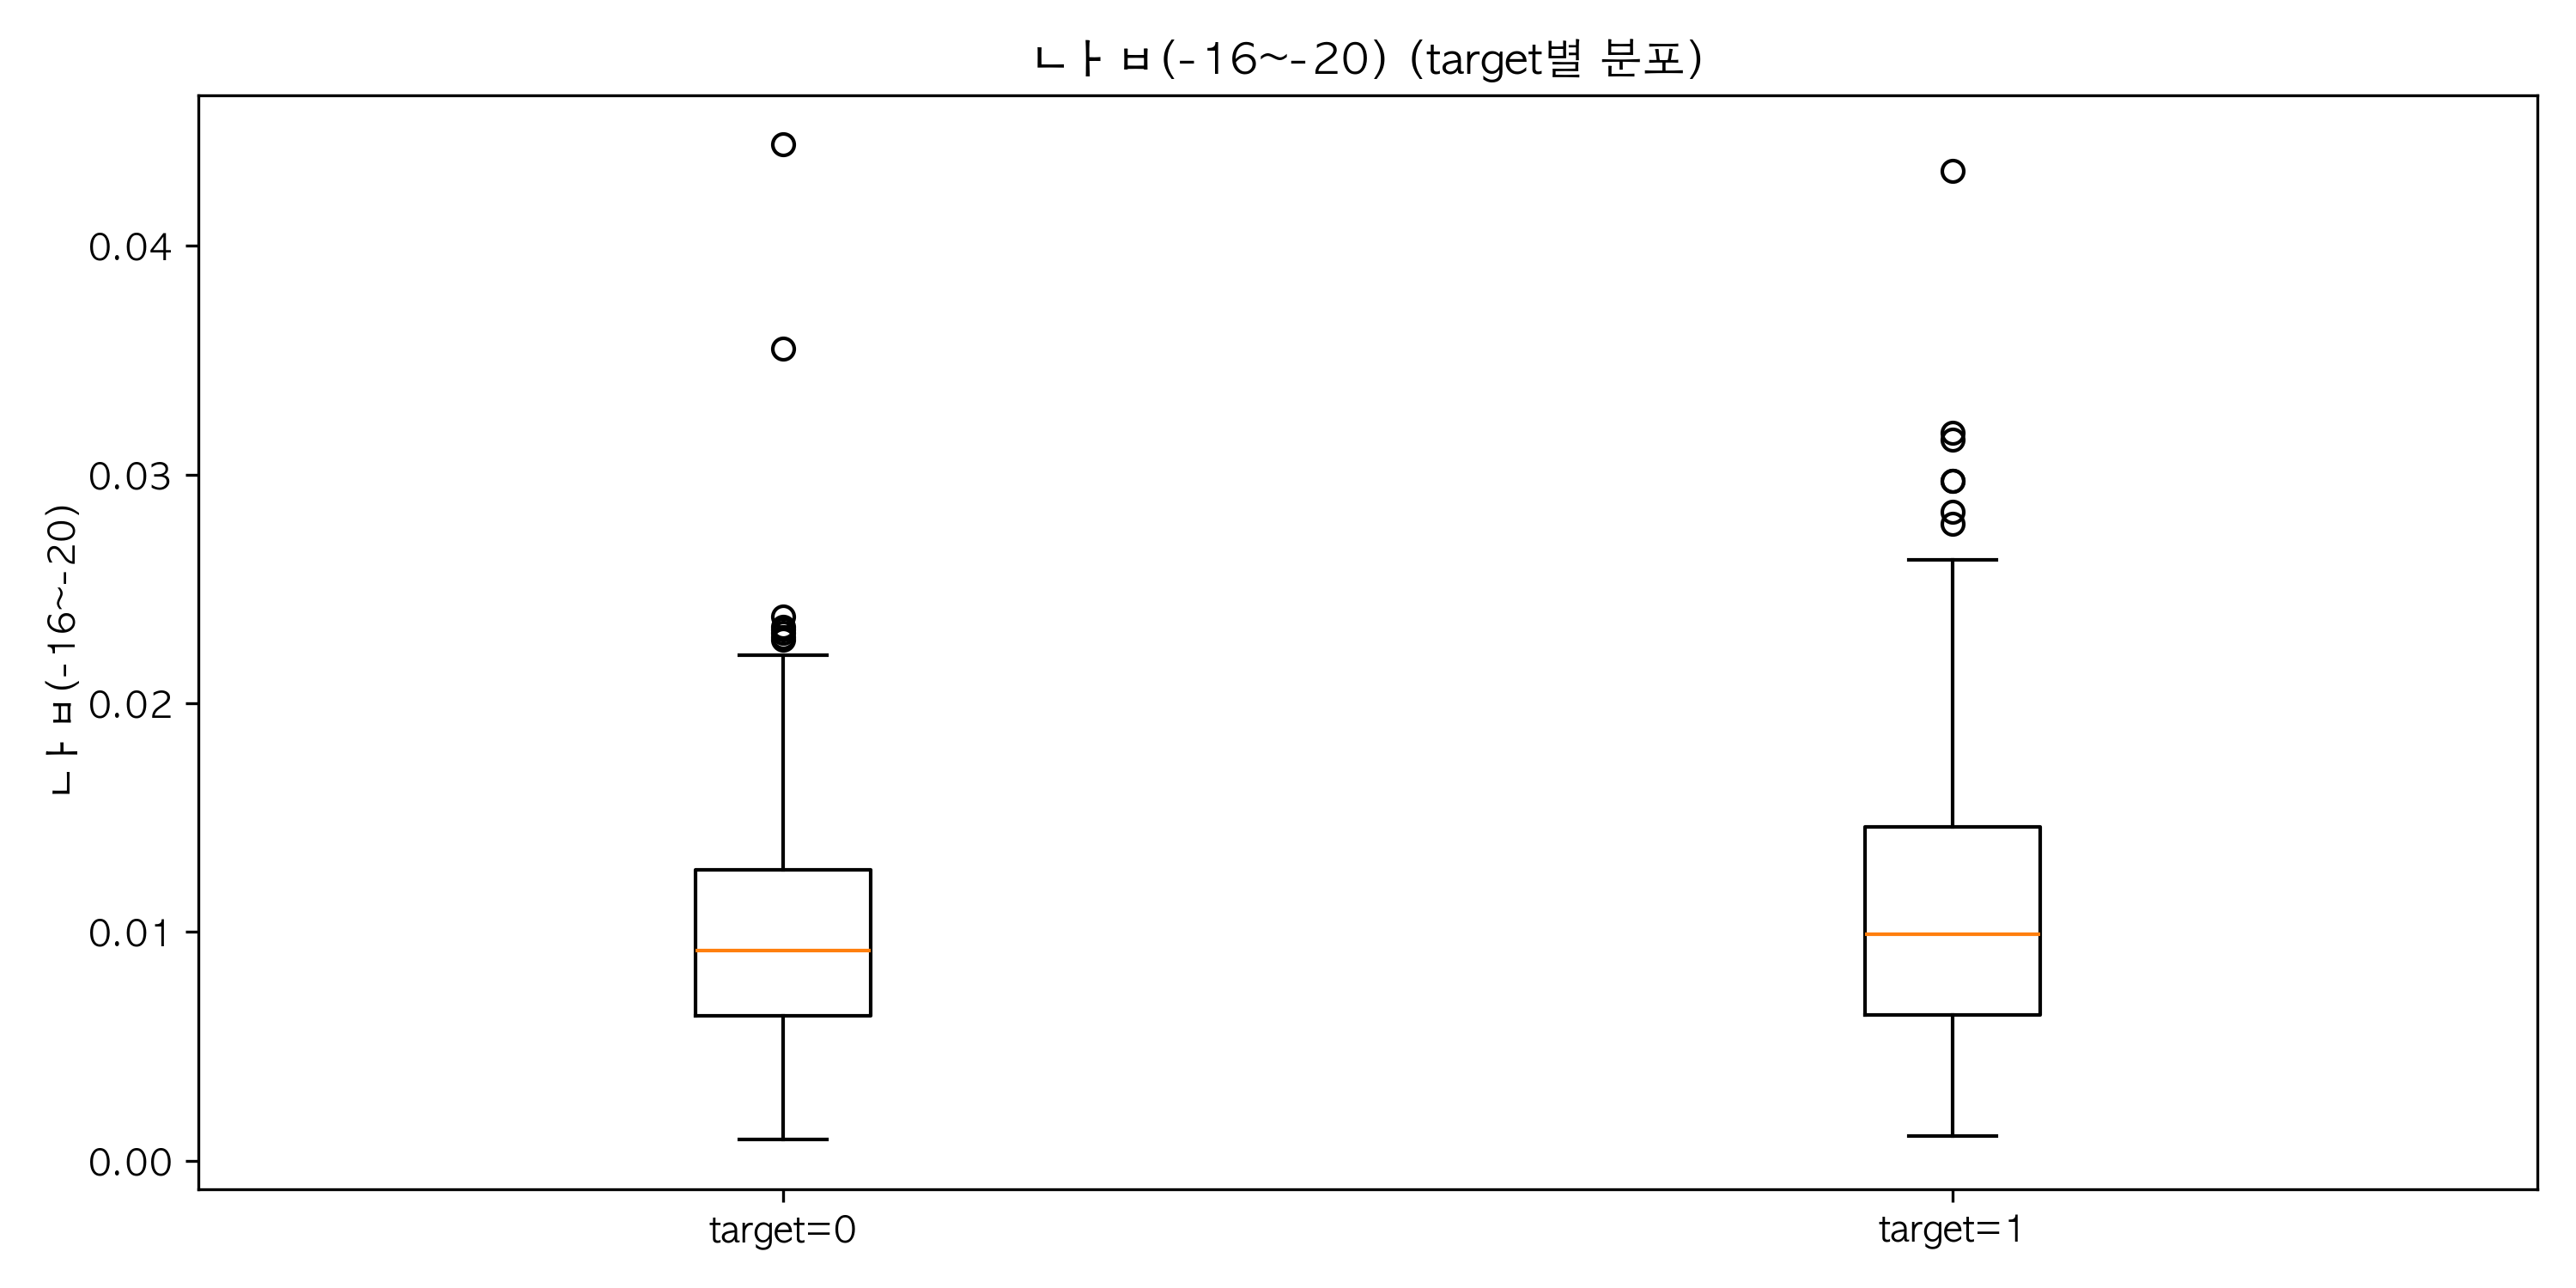 ㄴㅏㅂ(-16~-20) (target별 분포)
ㄴㅏㅂ(-16~-20)
0.04
0.03
0.02
0.01
0.00
target=0
target=1